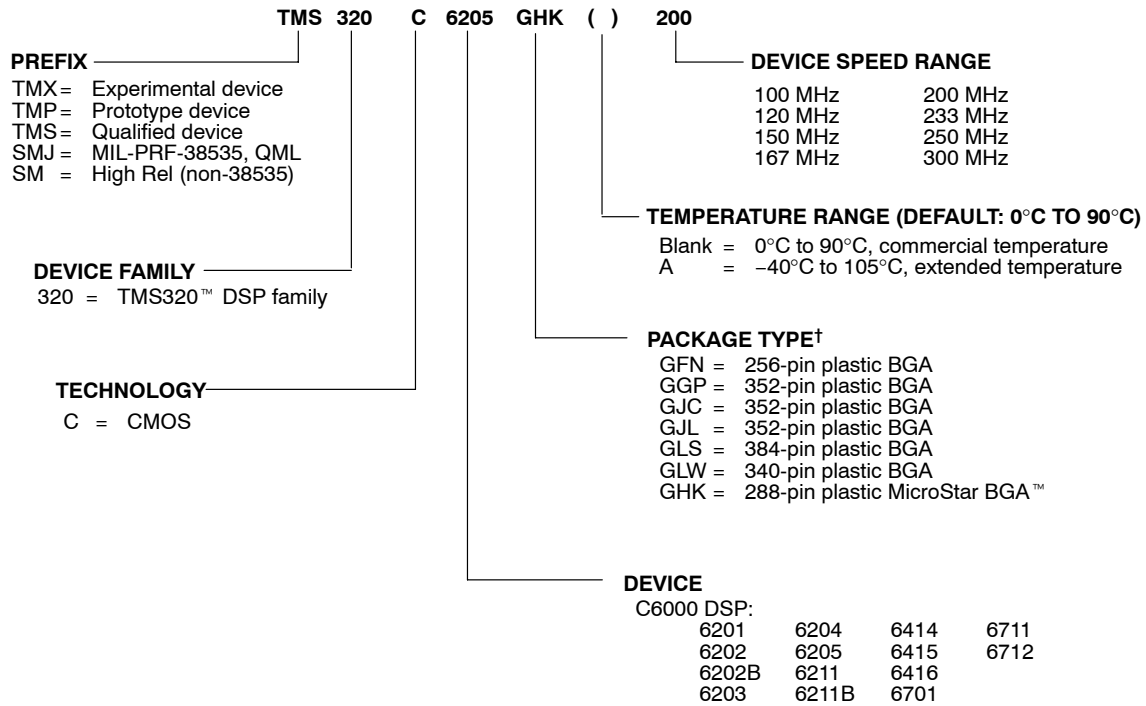 TMS 320 C 6205 GHK ( ) 200
PREFIX
TMX = Experimental device
TMP = Prototype device
TMS = Qualified device
SMJ = MIL-PRF-38535, QML
SM = High Rel (non-38535)
DEVICE SPEED RANGE
100 MHz 200 MHz
120 MHz 233 MHz
150 MHz 250 MHz
167 MHz 300 MHz
TEMPERATURE RANGE (DEFAULT: 0°C TO 90°C)
Blank = 0°C to 90°C, commercial temperature
A = −40°C to 105°C, extended temperature
DEVICE FAMILY
320 = TMS320™ DSP family
PACKAGE TYPE†
GFN = 256-pin plastic BGA
GGP = 352-pin plastic BGA
GJC = 352-pin plastic BGA
GJL = 352-pin plastic BGA
GLS = 384-pin plastic BGA
GLW = 340-pin plastic BGA
GHK = 288-pin plastic MicroStar BGA™
TECHNOLOGY
C = CMOS
DEVICE
C6000 DSP:
6201 6204 6414 6711
6202 6205 6415 6712
6202B 6211 6416
6203 6211B 6701